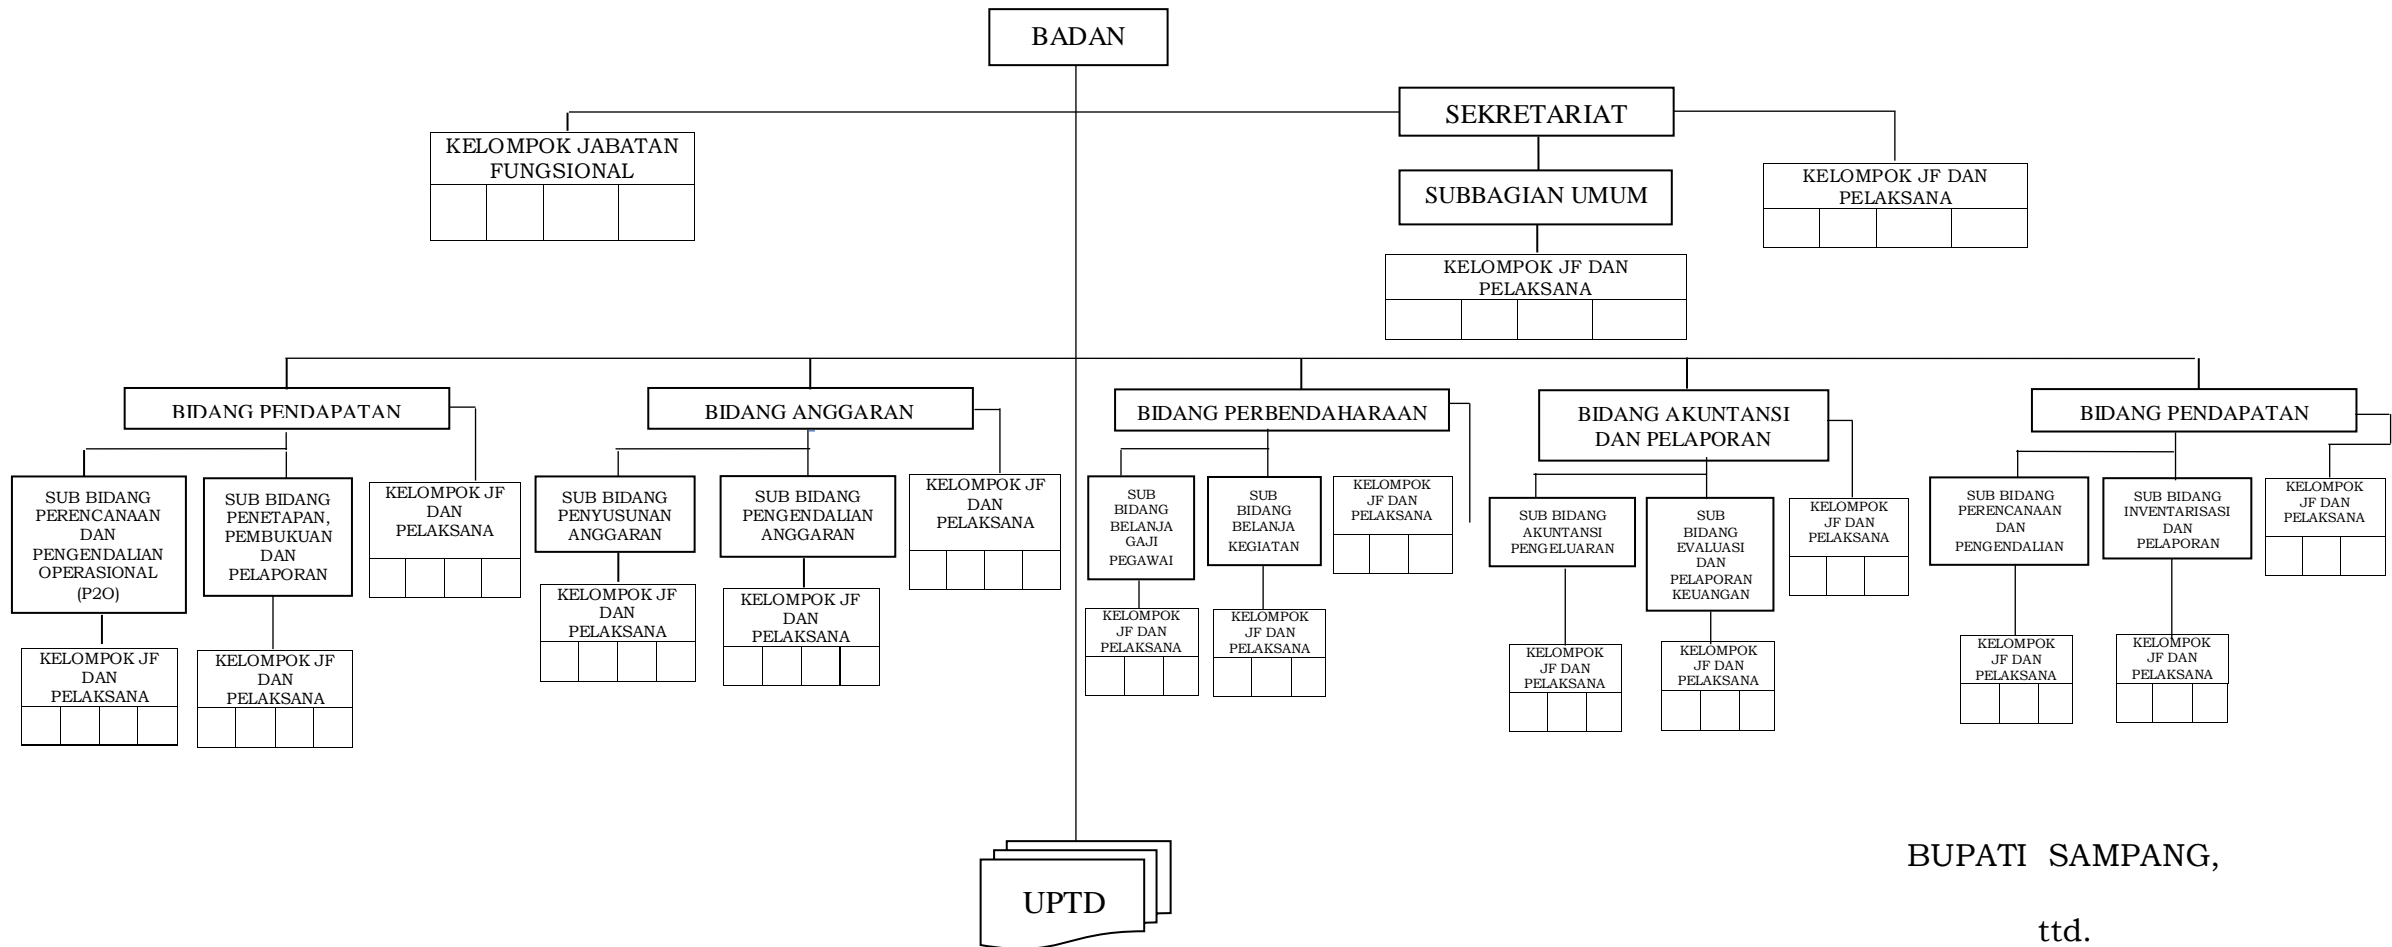 BADAN
SEKRETARIAT
KELOMPOK JABATAN
FUNGSIONAL
KELOMPOK JF DAN
PELAKSANA
SUBBAGIAN UMUM
KELOMPOK JF DAN
PELAKSANA
BIDANG PENDAPATAN
BIDANG ANGGARAN
BIDANG PERBENDAHARAAN
BIDANG AKUNTANSI
DAN PELAPORAN
BIDANG PENDAPATAN
SUB BIDANG
PERENCANAAN
DAN
PENGENDALIAN
OPERASIONAL
(P2O)
SUB BIDANG
PENETAPAN,
PEMBUKUAN
DAN
PELAPORAN
KELOMPOK JF
DAN
PELAKSANA
SUB BIDANG
PENYUSUNAN
ANGGARAN
SUB BIDANG
PENGENDALIAN
ANGGARAN
KELOMPOK JF
DAN
PELAKSANA
SUB
BIDANG
BELANJA
GAJI
PEGAWAI
SUB
BIDANG
BELANJA
KEGIATAN
KELOMPOK
JF DAN
PELAKSANA
SUB BIDANG
AKUNTANSI
PENGELUARAN
SUB
BIDANG
EVALUASI
DAN
PELAPORAN
KEUANGAN
KELOMPOK
JF DAN
PELAKSANA
SUB BIDANG
PERENCANAAN
DAN
PENGENDALIAN
SUB BIDANG
INVENTARISASI
DAN
PELAPORAN
KELOMPOK
JF DAN
PELAKSANA
KELOMPOK JF
DAN
PELAKSANA
KELOMPOK JF
DAN
PELAKSANA
KELOMPOK JF
DAN
PELAKSANA
KELOMPOK JF
DAN
PELAKSANA
KELOMPOK
JF DAN
PELAKSANA
KELOMPOK
JF DAN
PELAKSANA
KELOMPOK
JF DAN
PELAKSANA
KELOMPOK
JF DAN
PELAKSANA
KELOMPOK
JF DAN
PELAKSANA
KELOMPOK
JF DAN
PELAKSANA
UPTD
BUPATI SAMPANG,
ttd.